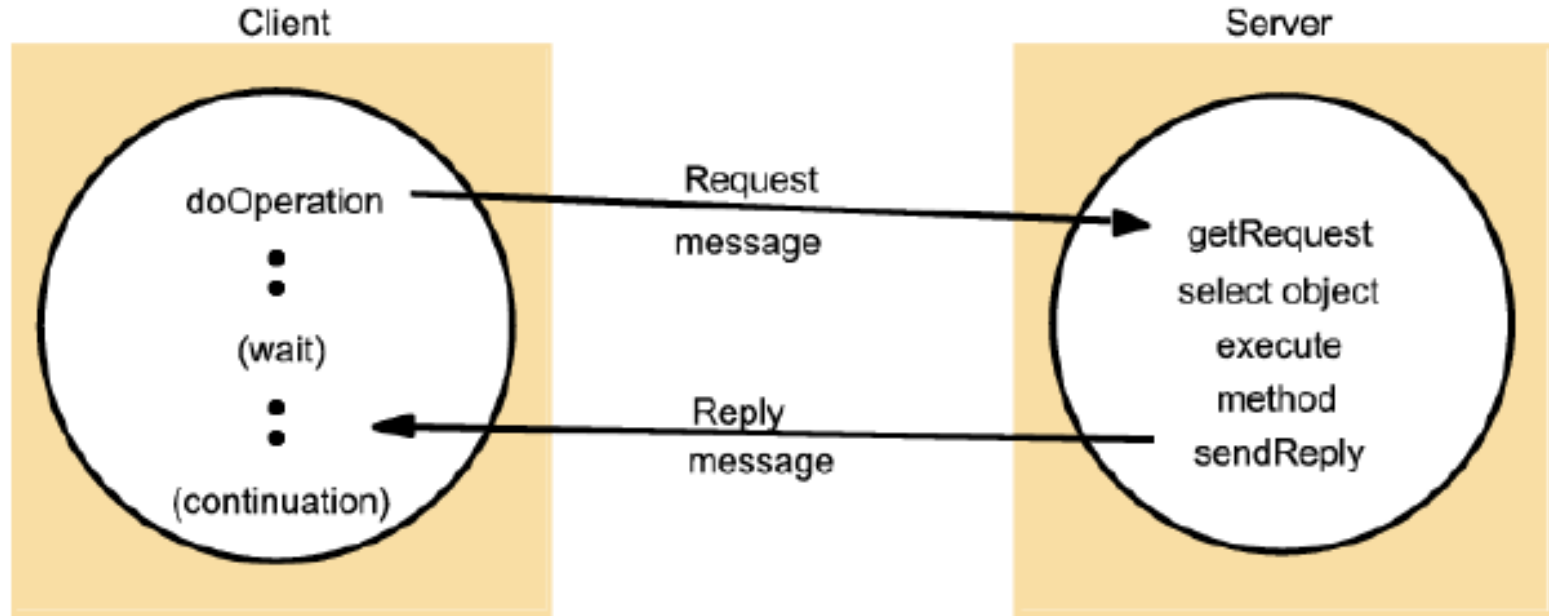 Client
Server
doOperation
(wait)
(continuation)
Request
message
Reply
message
getRequest
select object
execute
method
sendReply